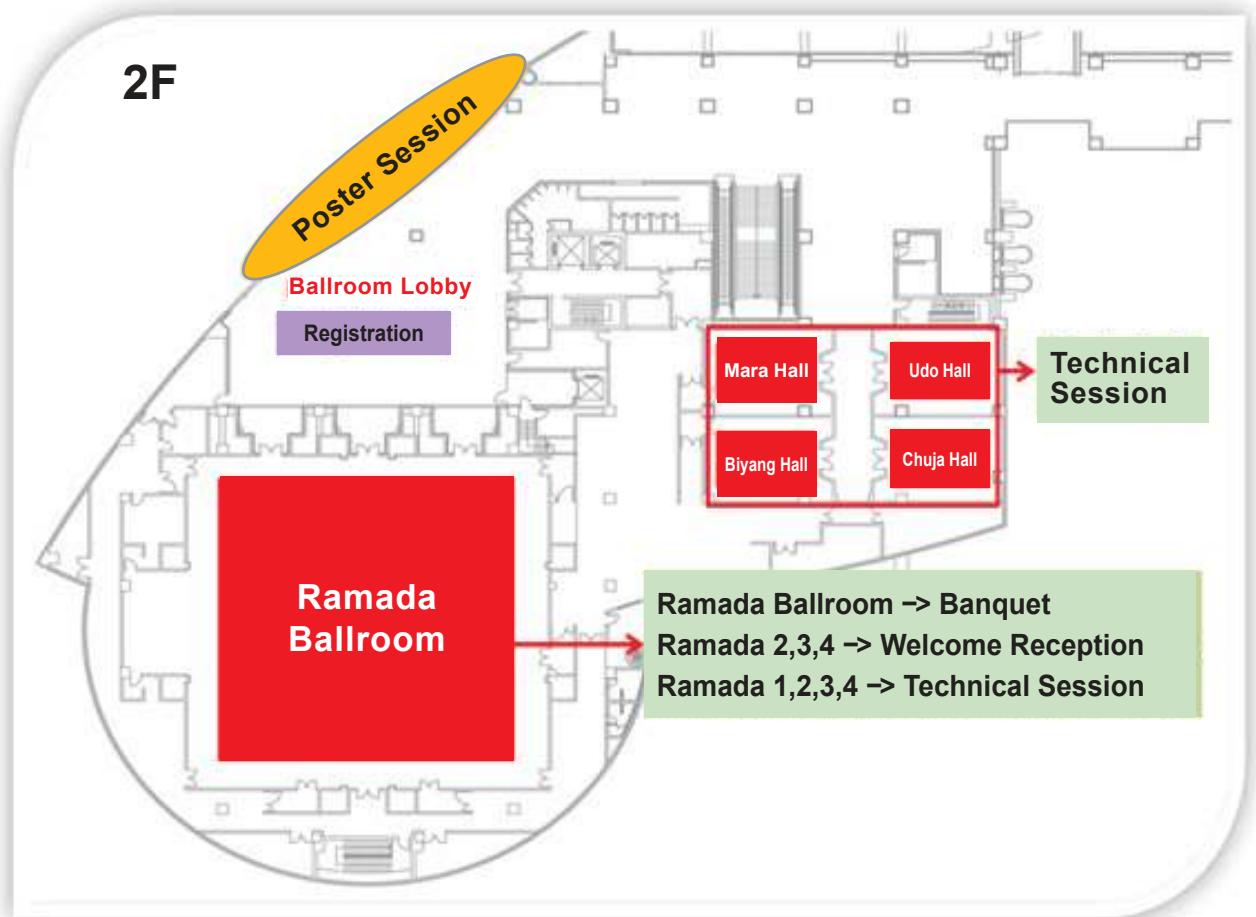 2F
Poster Session
Ballroom Lobby
Registration
Mara Hall
Udo Hall
Biyang Hall
Chuja Hall
Technical
Session
Ramada
Ballroom
Ramada Ballroom −> Banquet
Ramada 2,3,4 −> Welcome Reception
Ramada 1,2,3,4 −> Technical Session